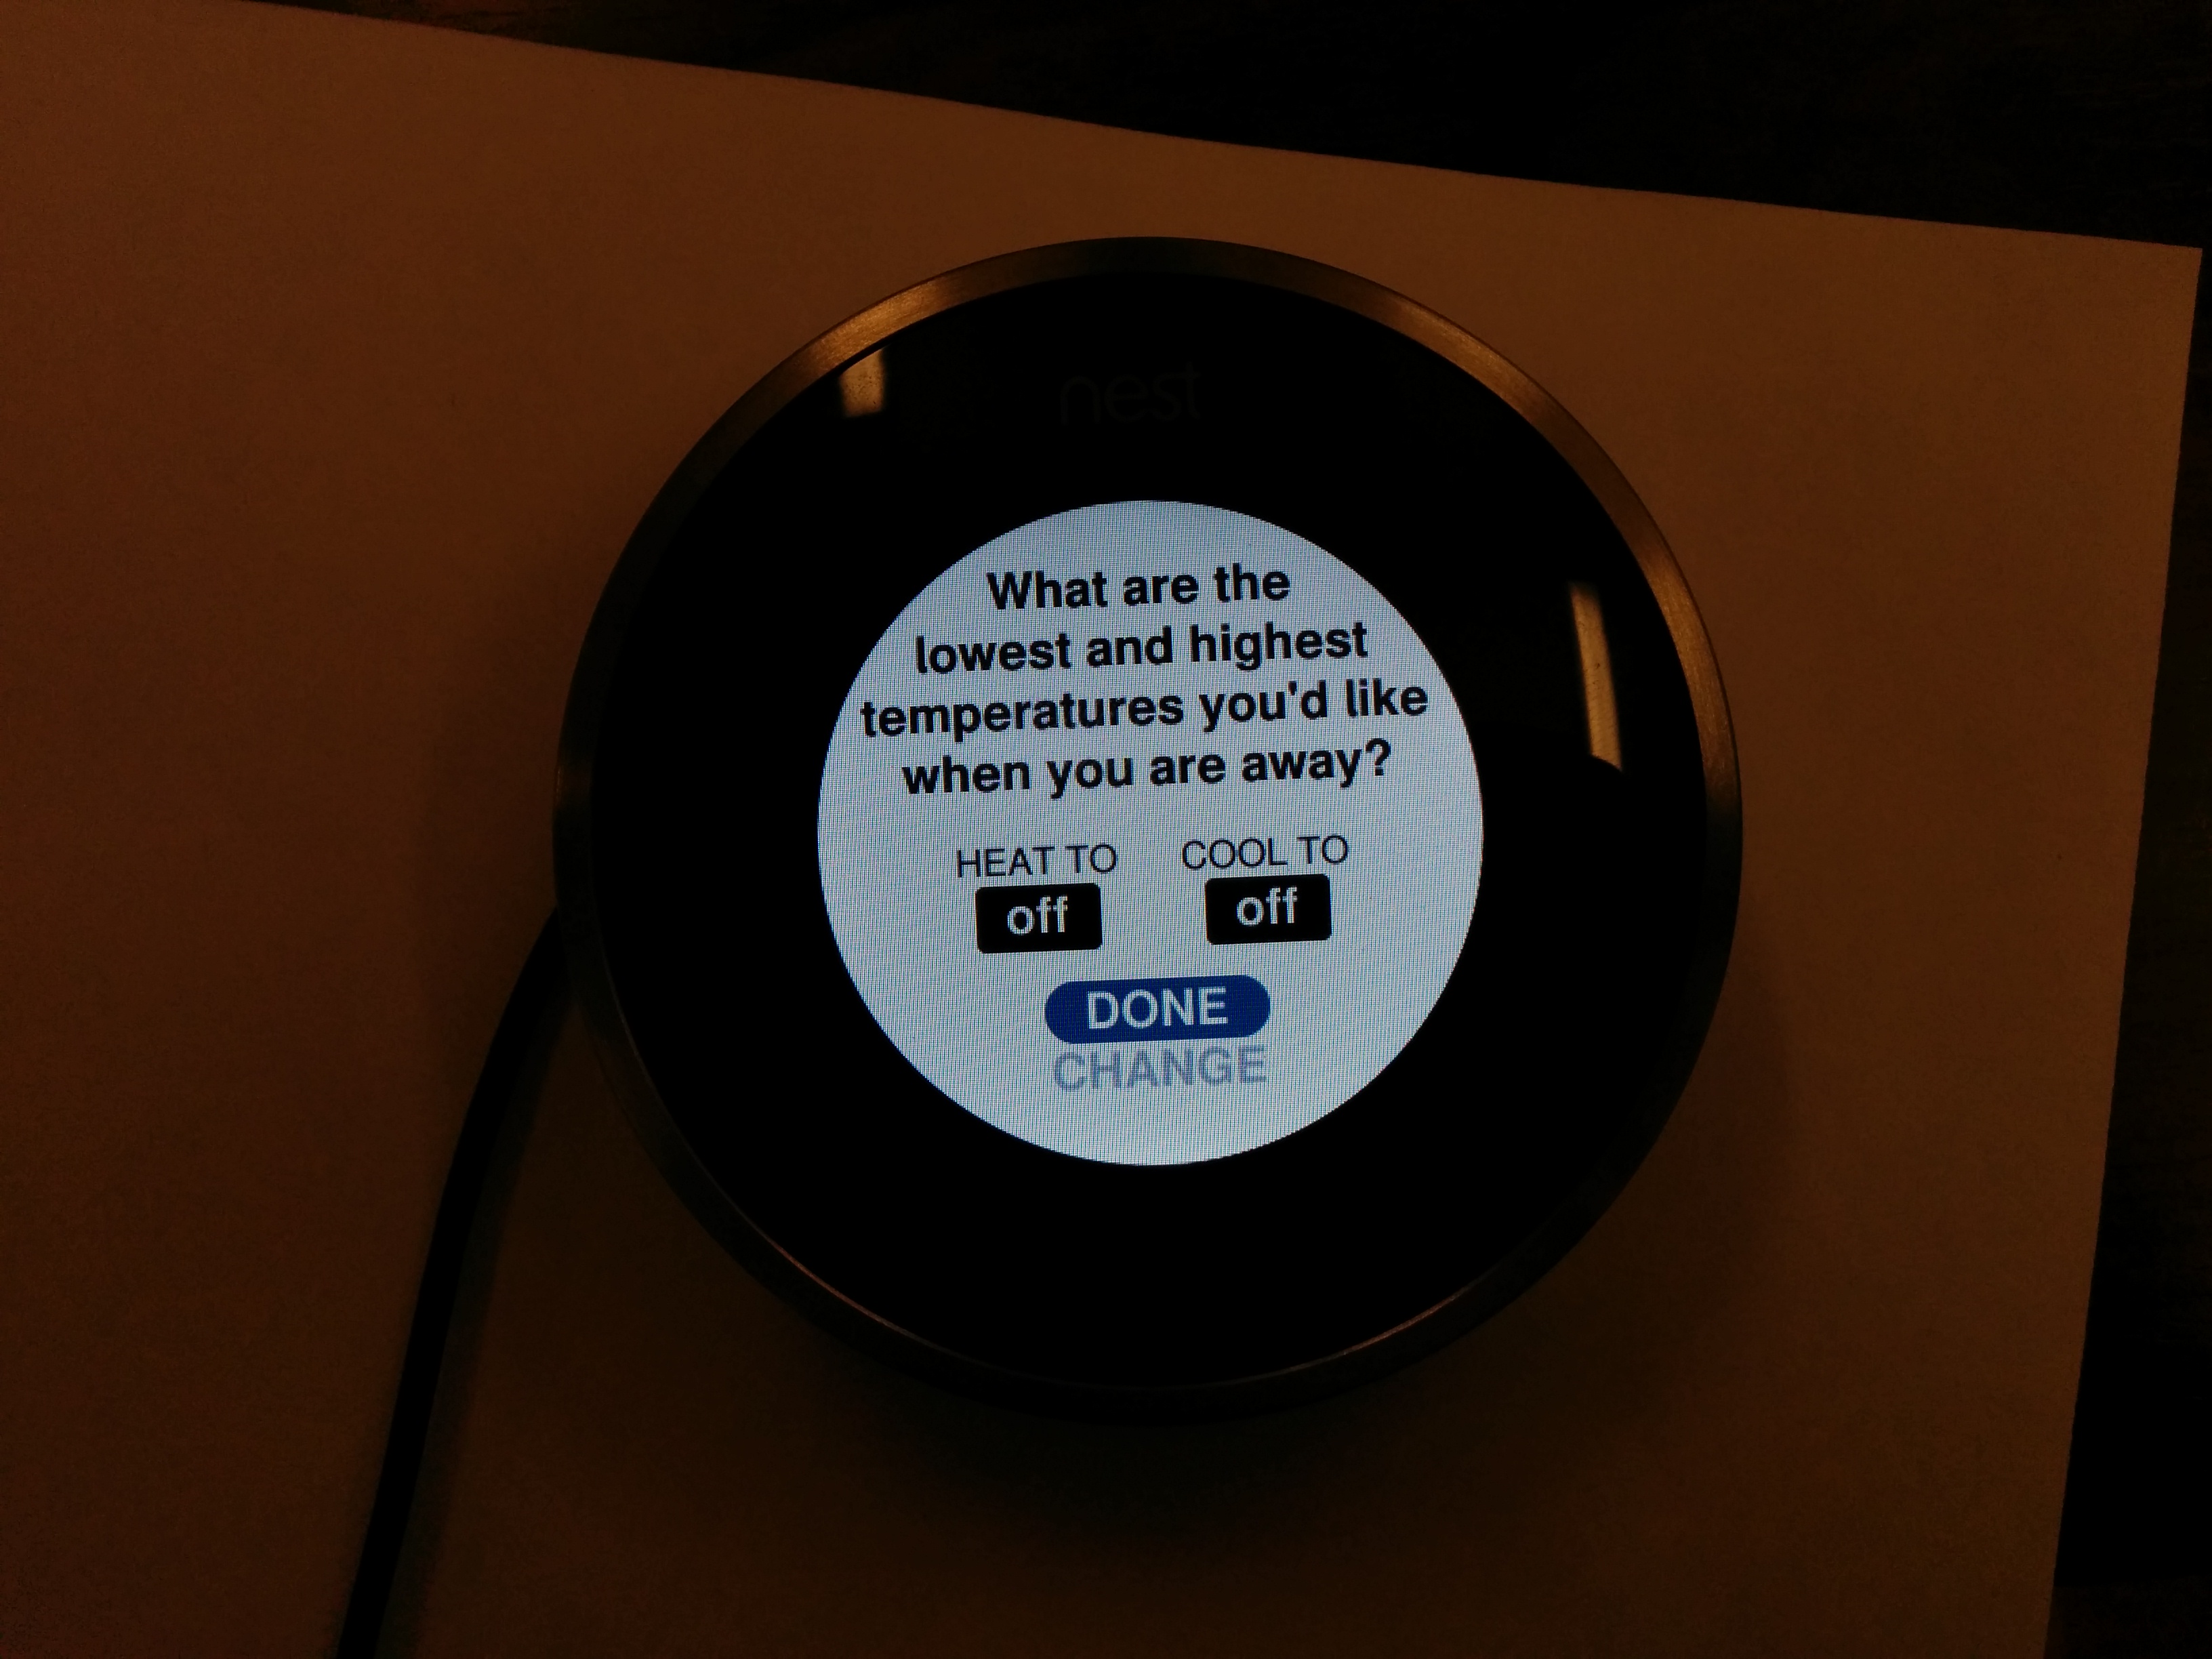 nest
What are the
lowest and highest
temperatures you'd like
when you are away?
HEAT TO COOL TO
off off
DONE
CHANGE